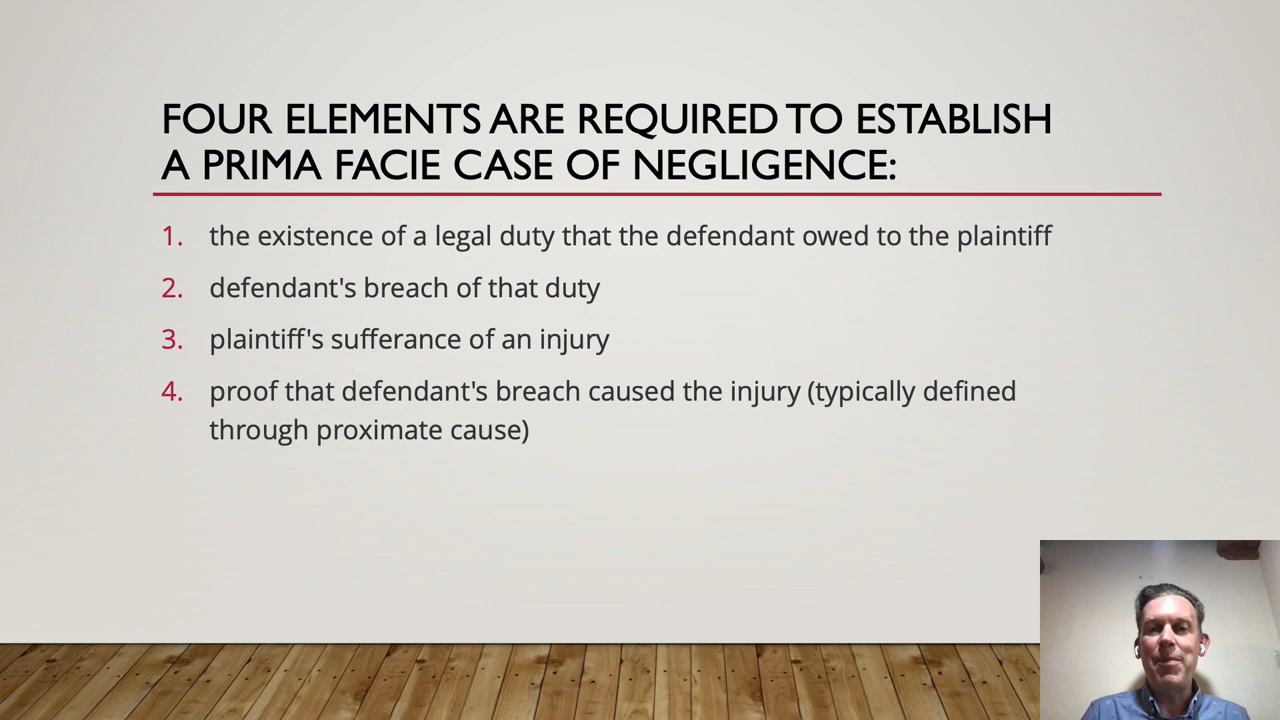 FOUR ELEMENTS ARE REQUIRED TO ESTABLISH
A PRIMA FACIE CASE OF NEGLIGENCE:
1. the existence of a legal duty that the defendant owed to the plaintiff
2. defendant's breach of that duty
3. plaintiff's sufferance of an injury
4. proof that defendant's breach caused the injury (typically defined
through proximate cause)